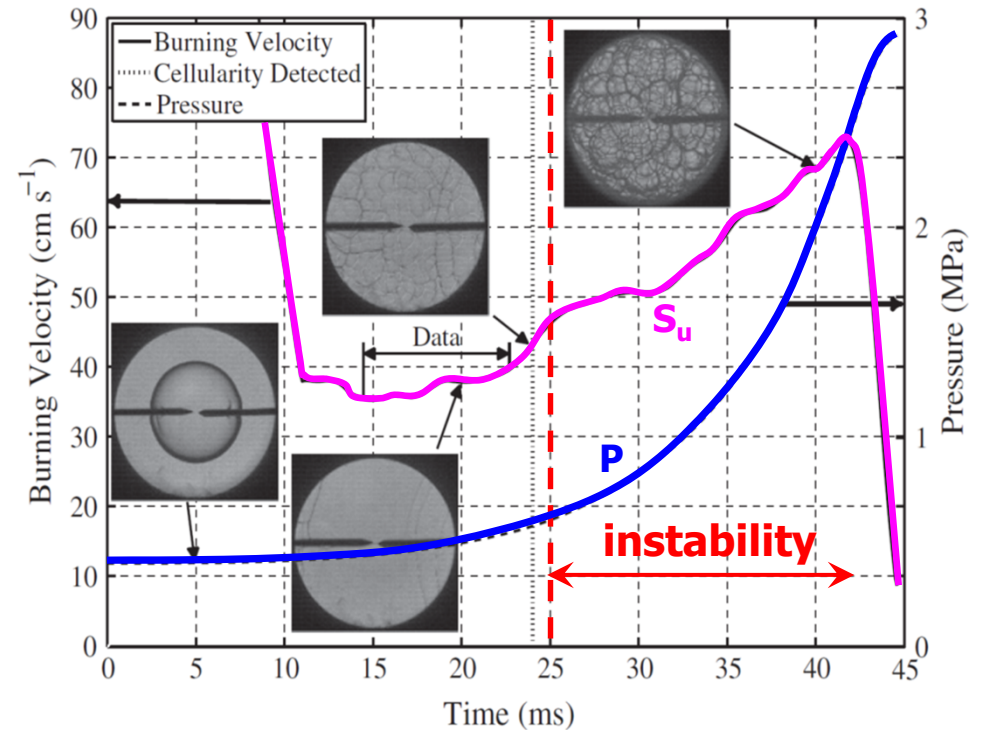 Burning Velocity
Cellularity Detected
Pressure
90
80
70
60
50
40
30
20
10
0
Burning Velocity (cm s⁻¹)
3
2
1
0
Pressure (MPa)
Data
S_u
P
instability
0 5 10 15 20 25 30 35 40 45
Time (ms)